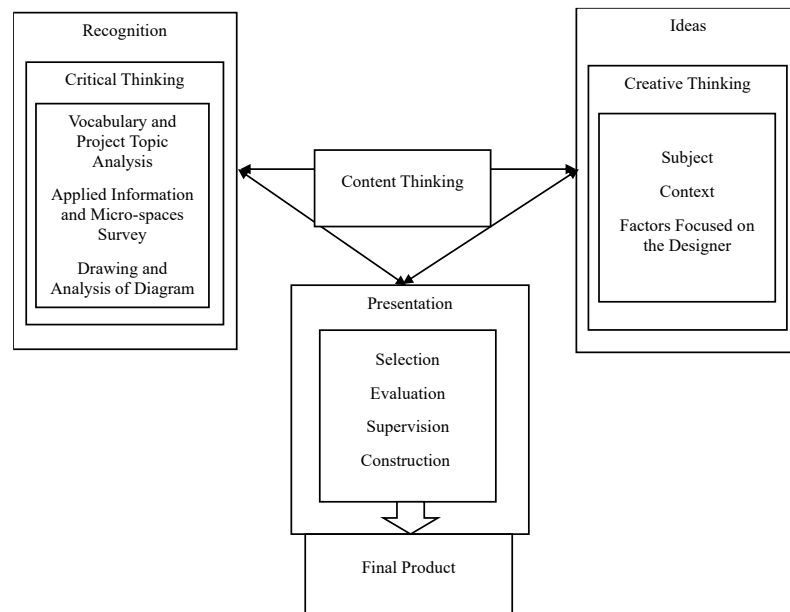 Recognition
Critical Thinking
Vocabulary and
Project Topic
Analysis
Applied Information
and Micro-spaces
Survey
Drawing and
Analysis of Diagram
Content Thinking
Ideas
Creative Thinking
Subject
Context
Factors Focused on
the Designer
Presentation
Selection
Evaluation
Supervision
Construction
Final Product